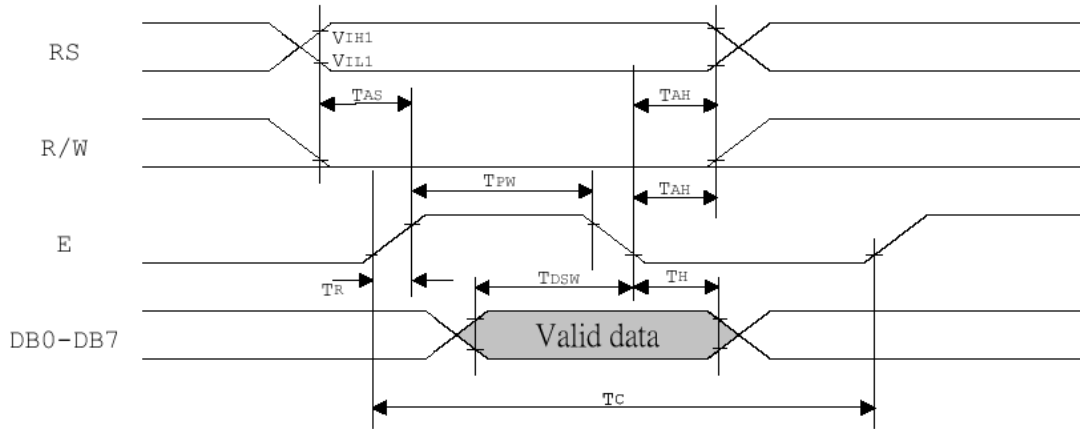 RS
VIH1
VIL1
TAS
TAH
R/W
TPW
TAH
E
TR
TDSW
TH
DB0-DB7
Valid data
TC